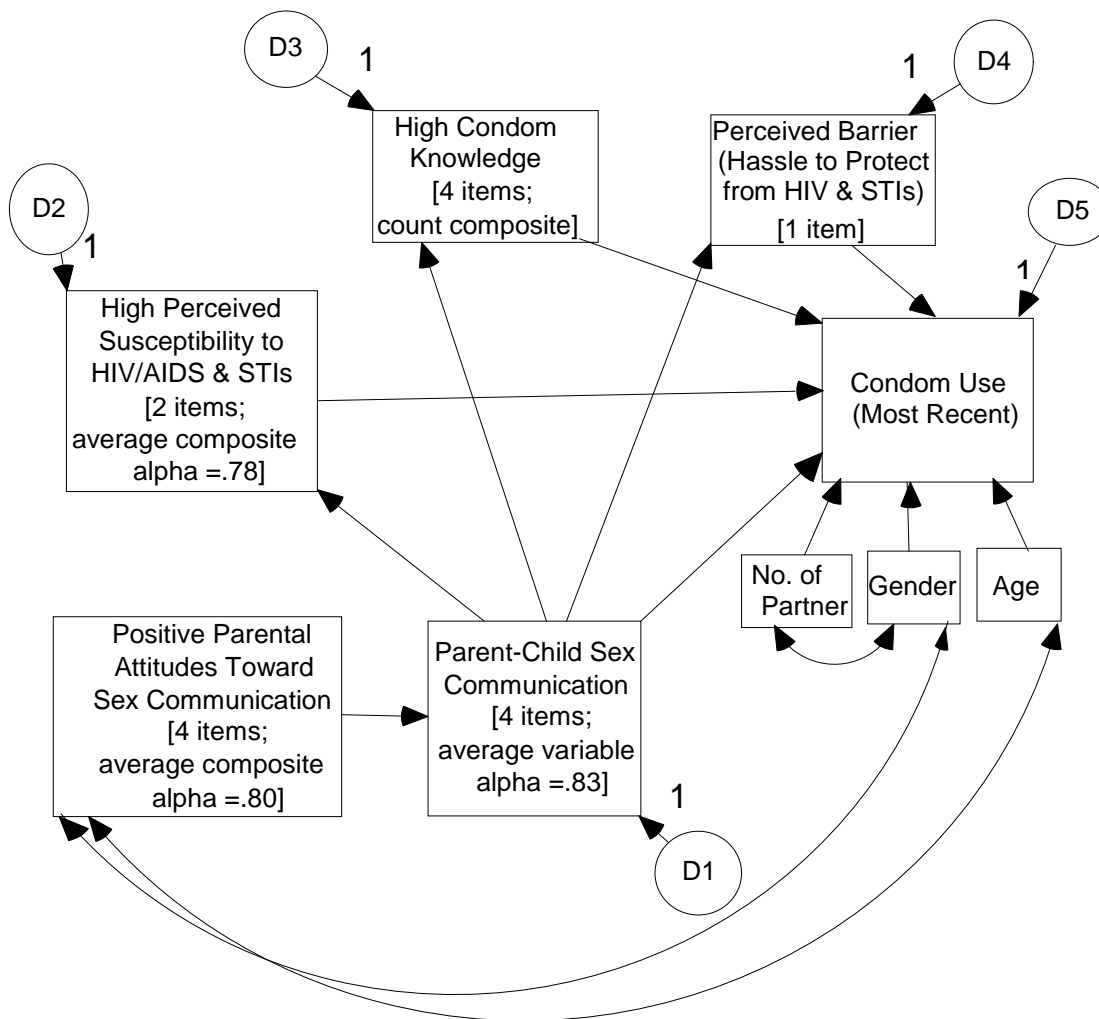 D3
1
1
D4
High Condom
Knowledge
[4 items;
count composite]
Perceived Barrier
(Hassle to Protect
from HIV & STIs)
[1 item]
D2
1
D5
1
High Perceived
Susceptibility to
HIV/AIDS & STIs
[2 items;
average composite
alpha =.78]
Condom Use
(Most Recent)
No. of
Partner
Gender
Age
Positive Parental
Attitudes Toward
Sex Communication
[4 items;
average composite
alpha =.80]
Parent-Child Sex
Communication
[4 items;
average variable
alpha =.83]
1
D1